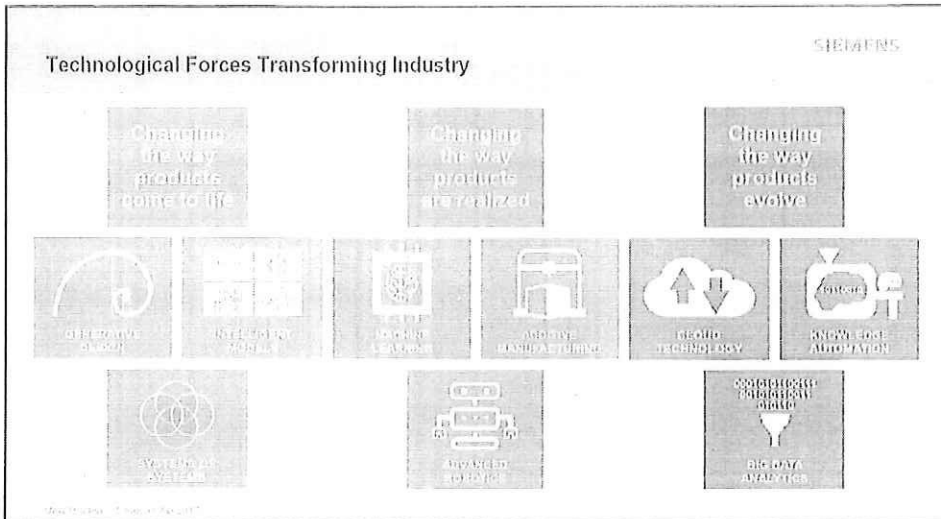 SIEMENS
Technological Forces Transforming Industry
Changing
the way
products
come to life
Changing
the way
products
are realized
Changing
the way
products
evolve
GENERATIVE
DESIGN
INTELLIGENT
MODELS
MACHINE
LEARNING
ADDITIVE
MANUFACTURING
CLOUD
TECHNOLOGY
KNOWLEDGE
AUTOMATION
SYSTEMS OF
SYSTEMS
ADVANCED
ROBOTICS
BIG DATA
ANALYTICS